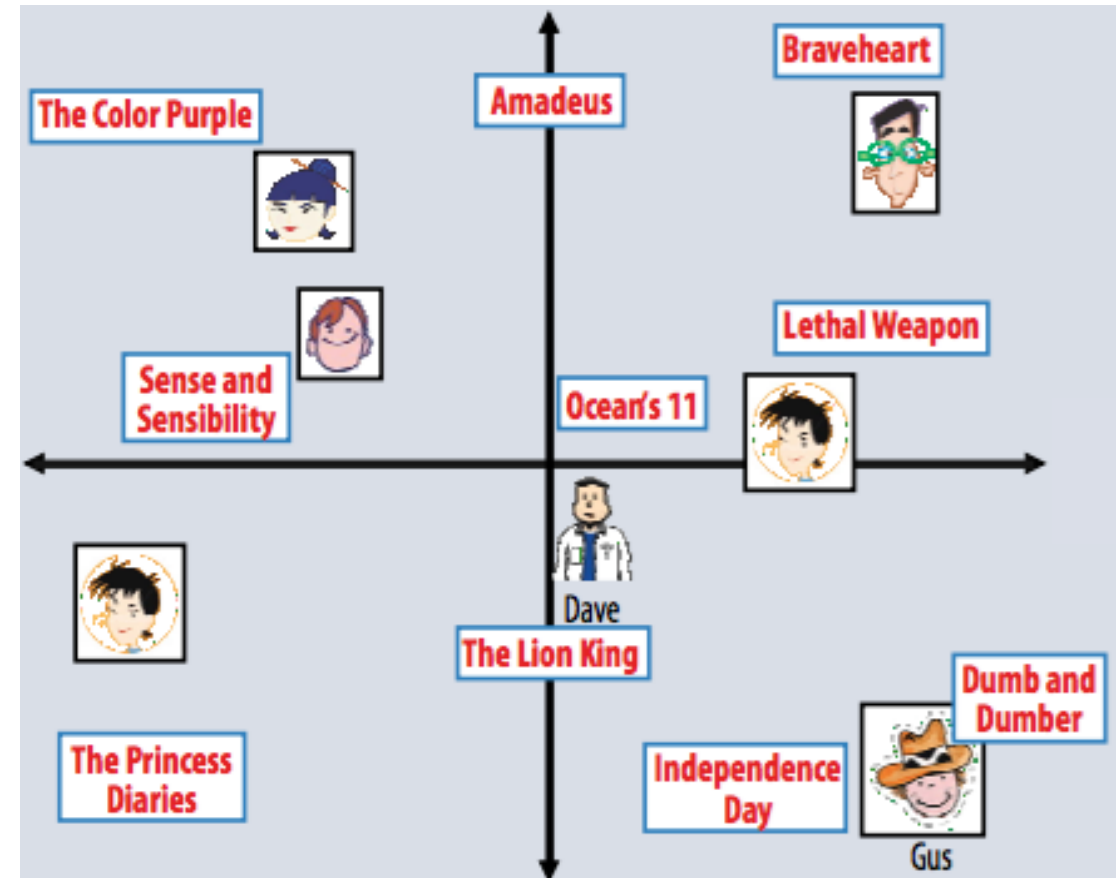 Braveheart
The Color Purple
Amadeus
Lethal Weapon
Sense and
Sensibility
Ocean's 11
Dave
The Lion King
Dumb and
Dumber
The Princess
Diaries
Independence
Day
Gus